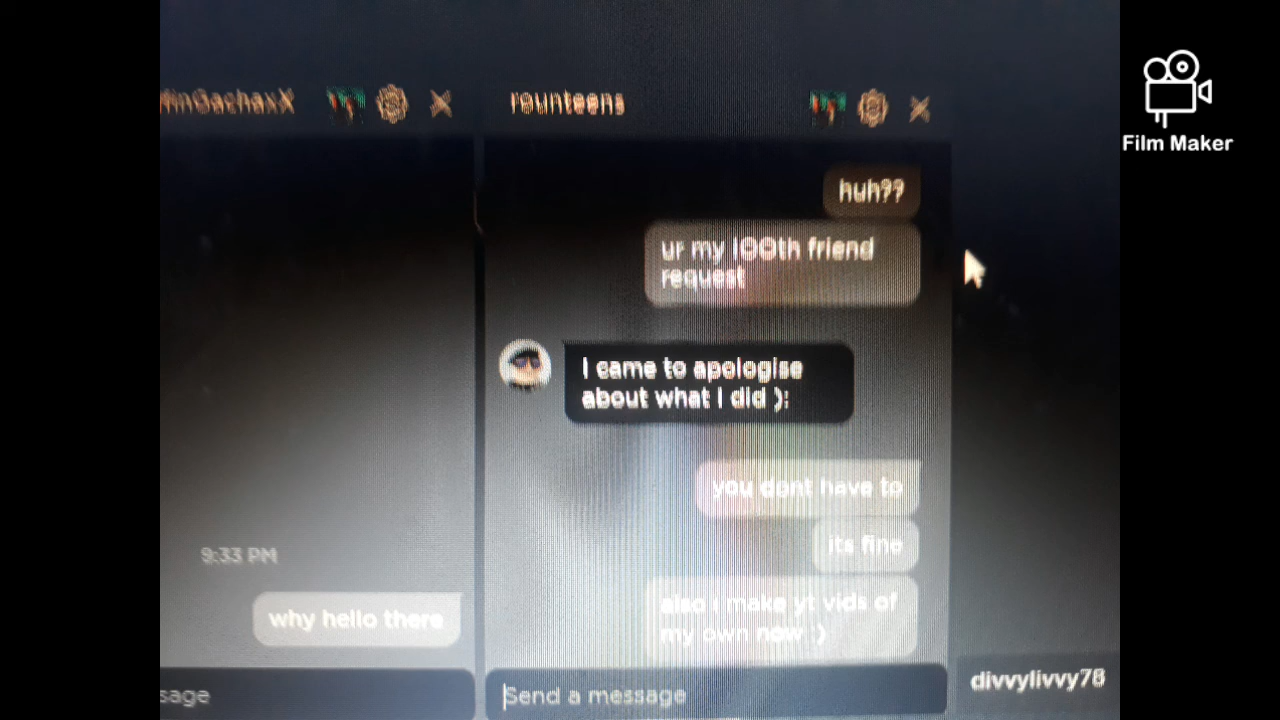 Film Maker
rounteens
huh??
ur my 100th friend
request
I came to apologise
about what I did ):
you dont have to
its fine
also i make yt vids of
my own now :)
9:33 PM
why hello there
sage
Send a message
divvylivvy78